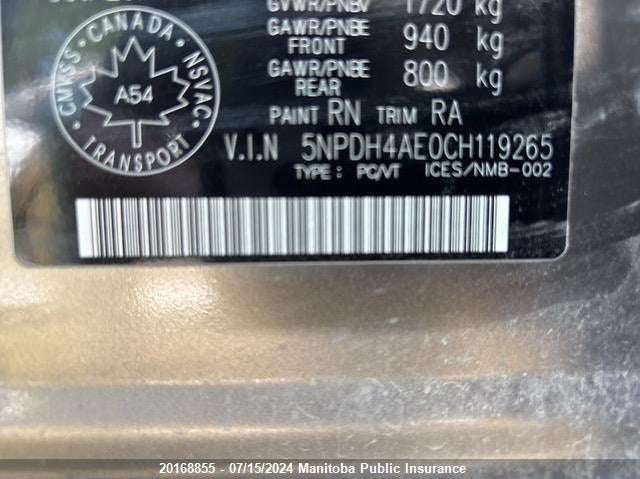 GVWR/PNBV 1720 kg
GAWR/PNBE FRONT 940 kg
GAWR/PNBE REAR 800 kg
CMVSS CANADA NSVAC
A54
TRANSPORT
PAINT RN TRIM RA
V.I.N 5NPDH4AE0CH119265
TYPE: PC/VT ICES/NMB-002
20168855 - 07/15/2024 Manitoba Public Insurance